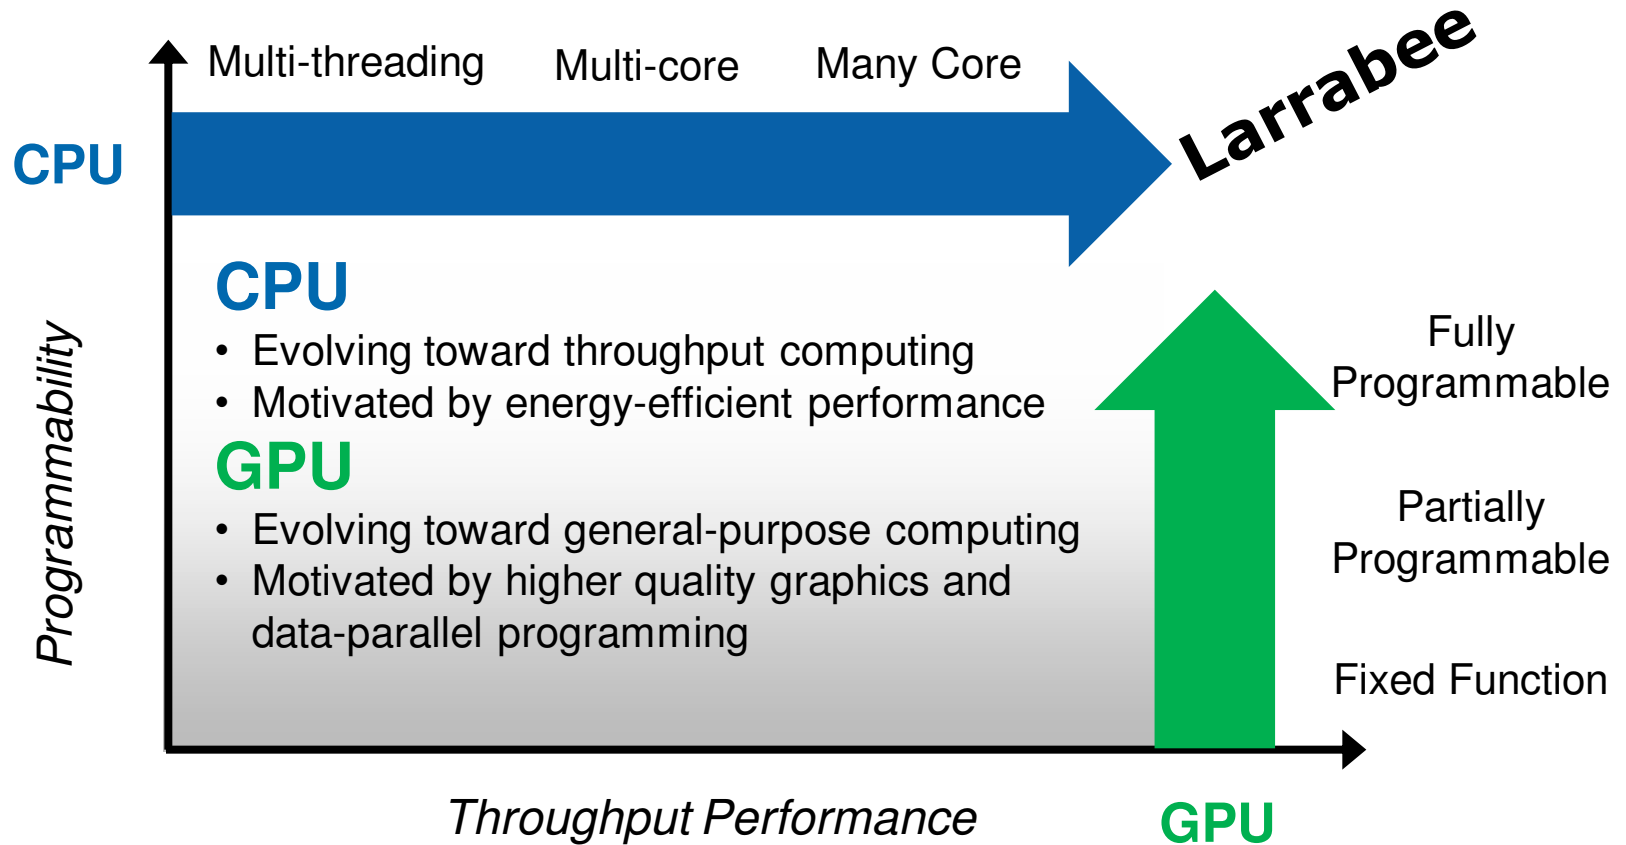 Multi-threading
Multi-core
Many Core
Larrabee
CPU
CPU
• Evolving toward throughput computing
• Motivated by energy-efficient performance
GPU
• Evolving toward general-purpose computing
• Motivated by higher quality graphics and
data-parallel programming
Programmability
Fully
Programmable
Partially
Programmable
Fixed Function
Throughput Performance
GPU